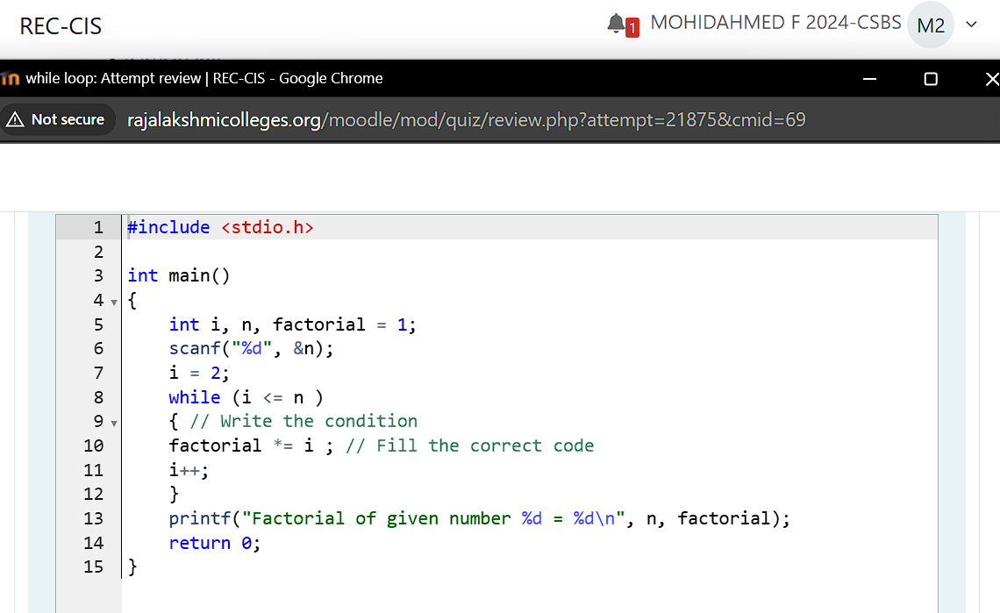 REC-CIS
1 MOHIDAHMED F 2024-CSBS M2
while loop: Attempt review | REC-CIS - Google Chrome
Not secure rajalakshmicolleges.org/moodle/mod/quiz/review.php?attempt=21875&cmid=69
1 #include <stdio.h>
2
3 int main()
4 {
5 int i, n, factorial = 1;
6 scanf("%d", &n);
7 i = 2;
8 while (i <= n )
9 { // Write the condition
10 factorial *= i ; // Fill the correct code
11 i++;
12 }
13 printf("Factorial of given number %d = %d\n", n, factorial);
14 return 0;
15 }